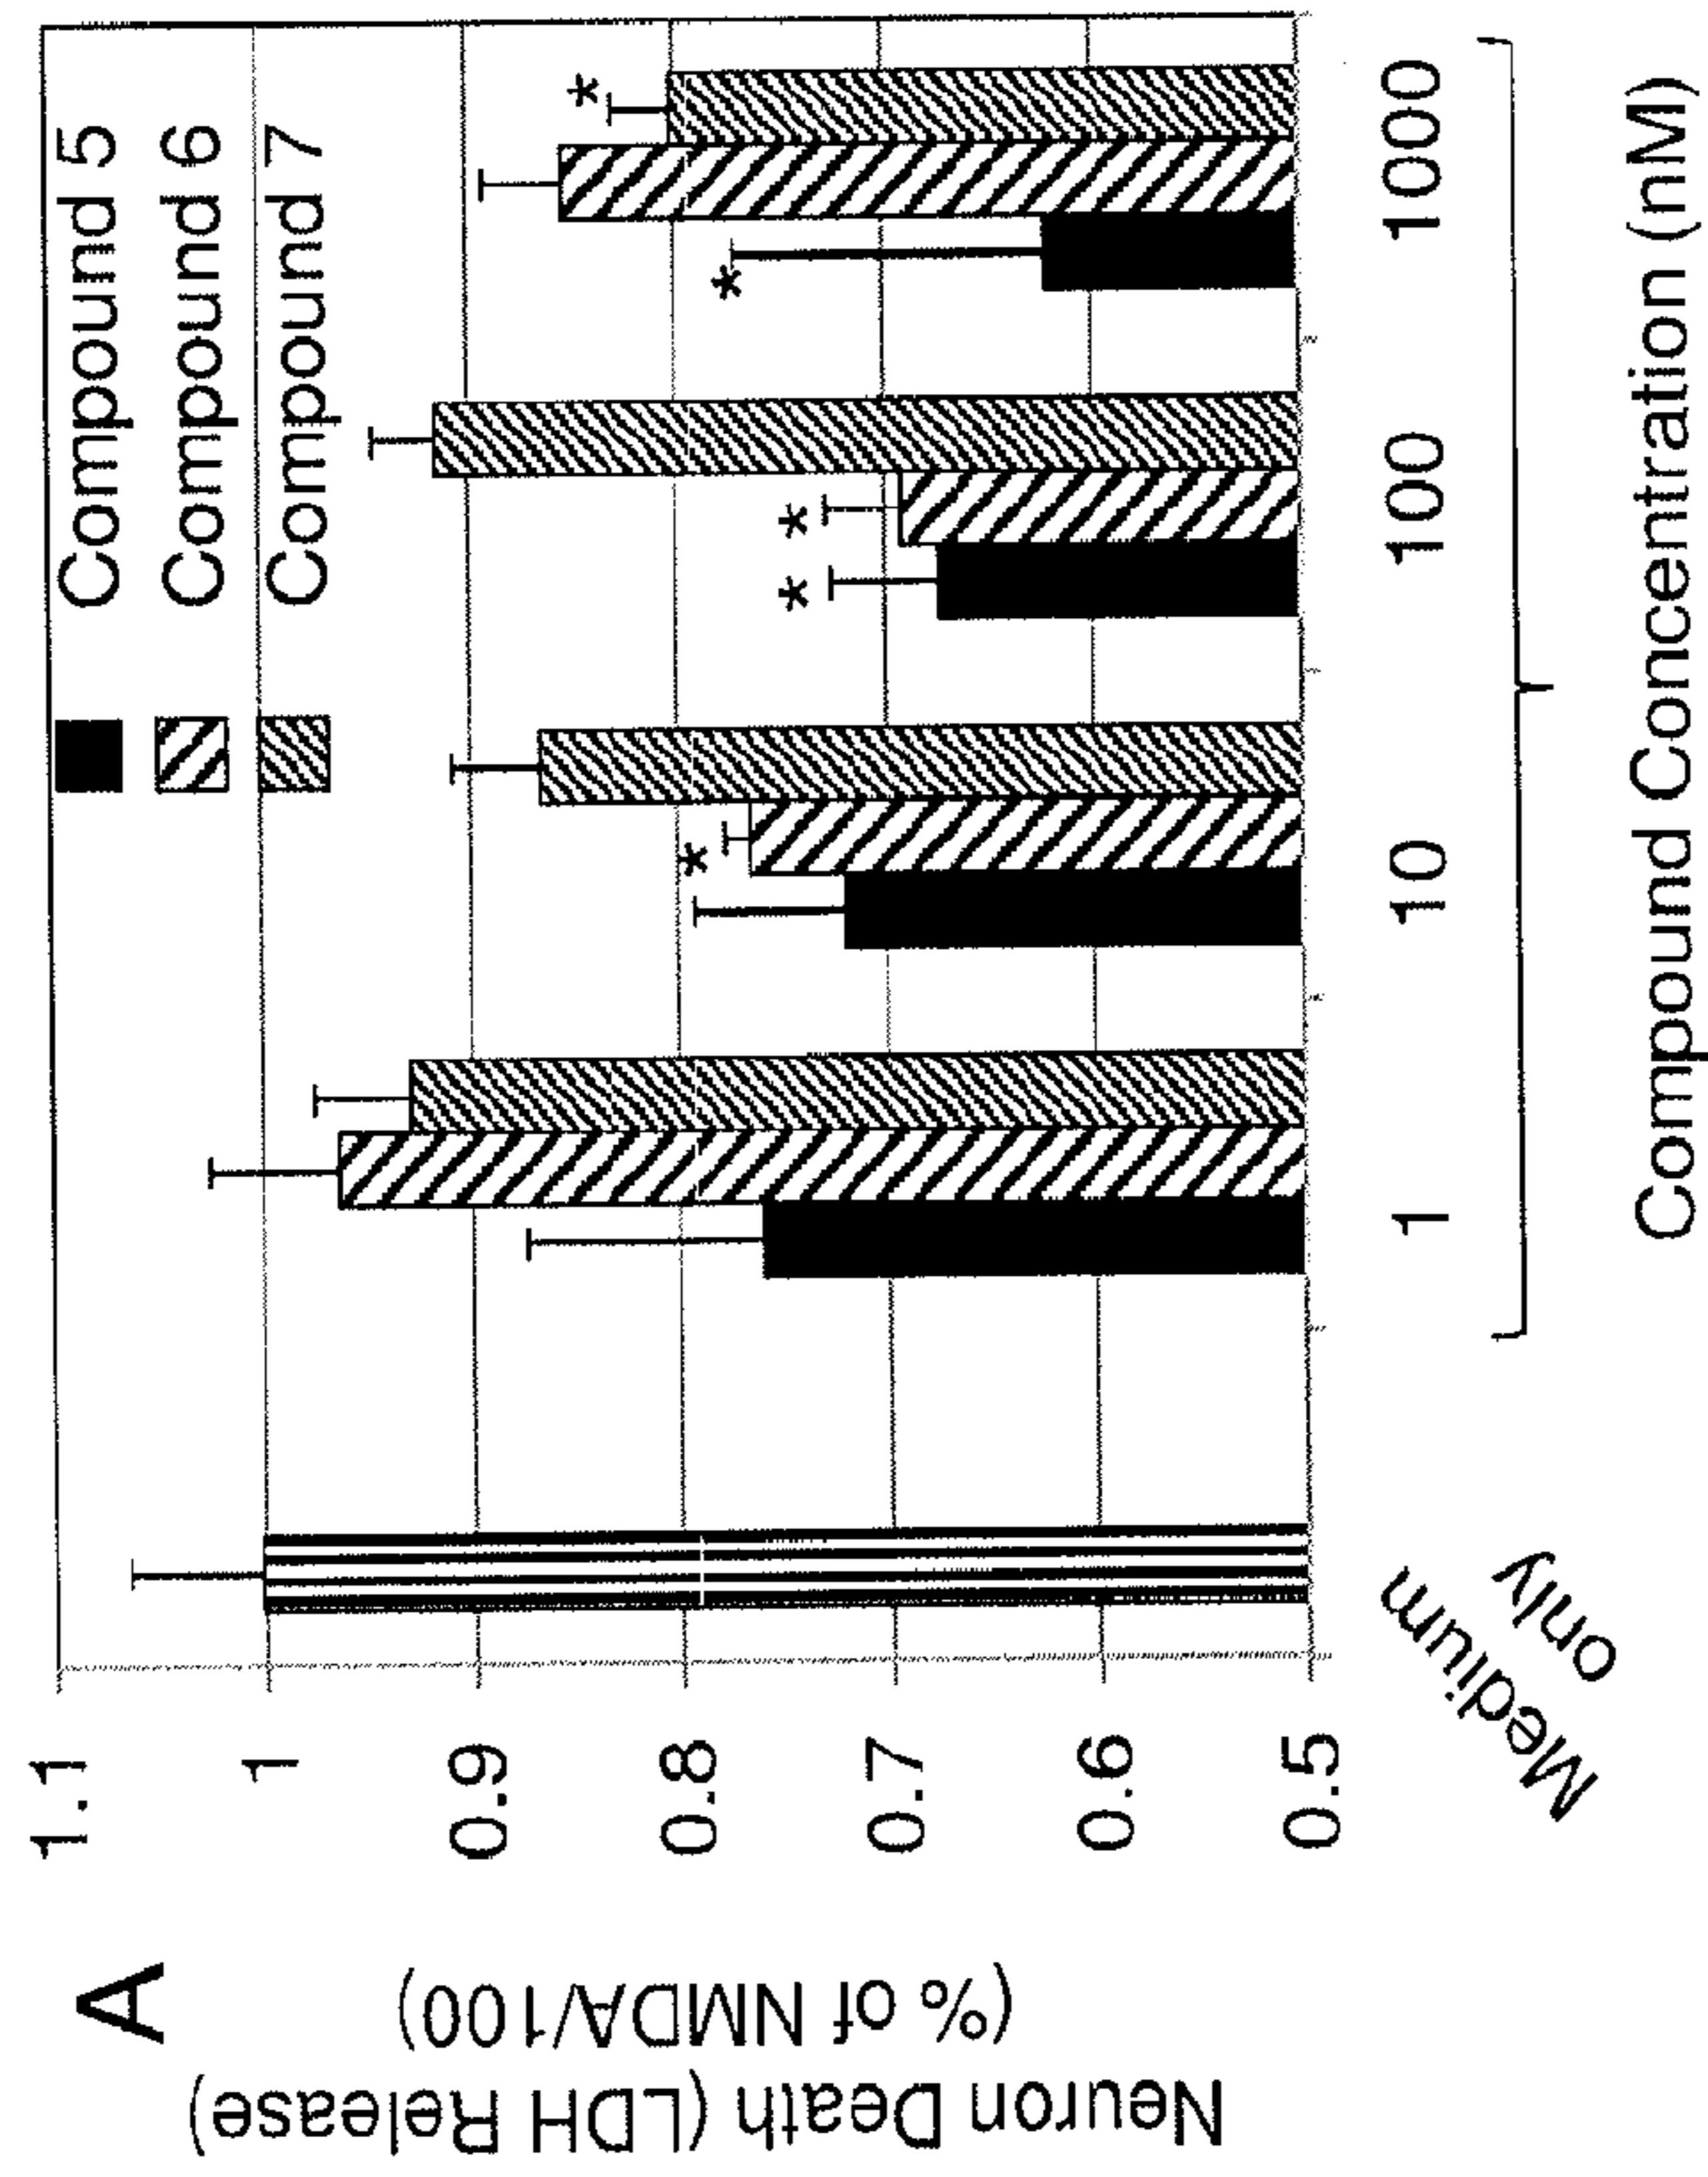 A
Neuron Death (LDH Release)
(% of NMDA/100)
1.1
1
0.9
0.8
0.7
0.6
0.5
Compound 5
Compound 6
Compound 7
*
*
*
*
*
Medium
only
1
10
100
1000
Compound Concentration (nM)